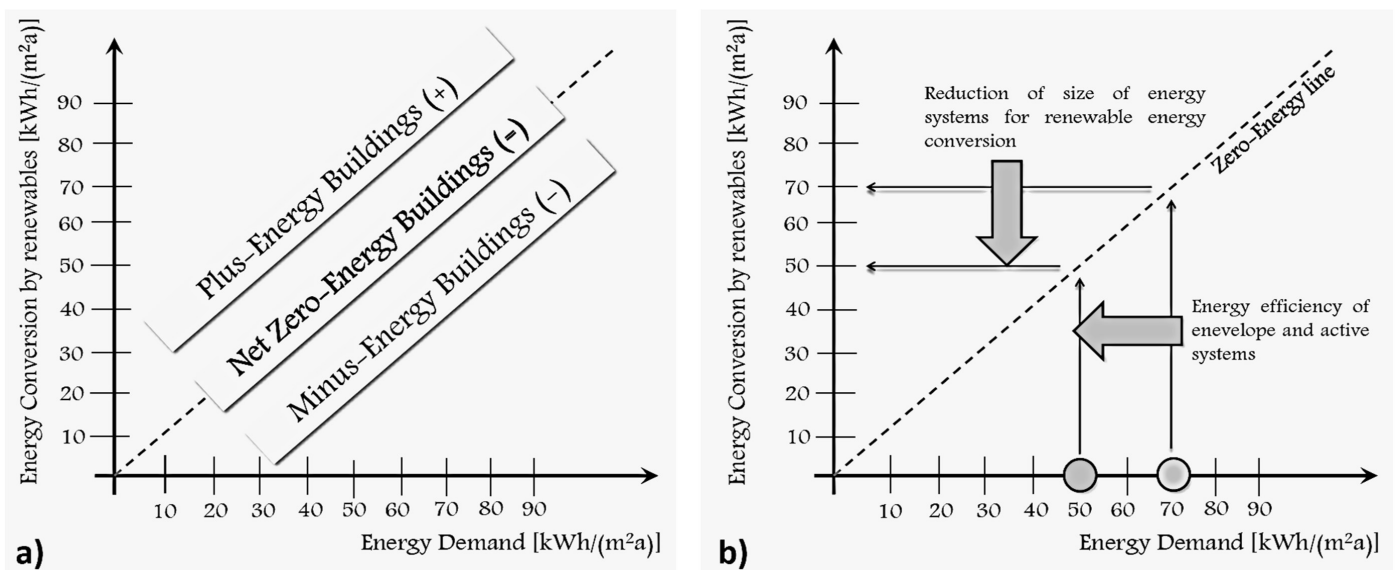 Energy Conversion by renewables [kWh/(m²a)]
90
80
70
60
50
40
30
20
10
Plus-Energy Buildings (+)
Net Zero-Energy Buildings (=)
Minus-Energy Buildings (-)
10 20 30 40 50 60 70 80 90
Energy Demand [kWh/(m²a)]
a)
Energy Conversion by renewables [kWh/(m²a)]
90
80
70
60
50
40
30
20
10
Reduction of size of energy
systems for renewable energy
conversion
Zero-Energy line
Energy efficiency of
enevelope and active
systems
10 20 30 40 50 60 70 80 90
Energy Demand [kWh/(m²a)]
b)